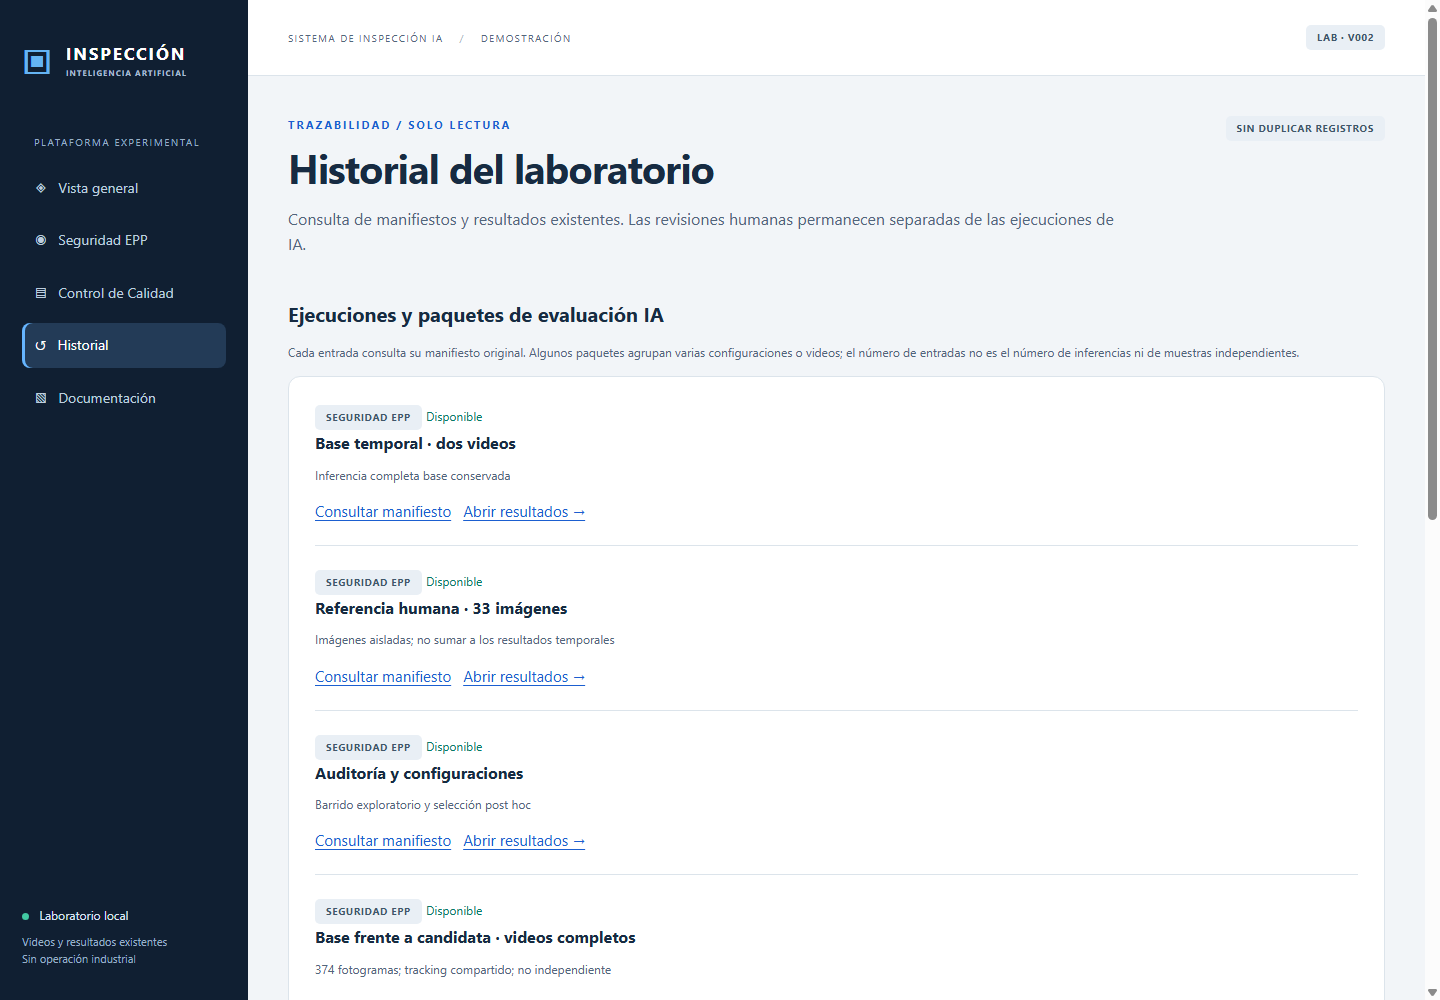 INSPECCIÓN
INTELIGENCIA ARTIFICIAL
PLATAFORMA EXPERIMENTAL
Vista general
Seguridad EPP
Control de Calidad
Historial
Documentación
Laboratorio local
Videos y resultados existentes
Sin operación industrial
SISTEMA DE INSPECCIÓN IA / DEMOSTRACIÓN
LAB · V002
TRAZABILIDAD / SOLO LECTURA
SIN DUPLICAR REGISTROS
Historial del laboratorio
Consulta de manifiestos y resultados existentes. Las revisiones humanas permanecen separadas de las ejecuciones de
IA.
Ejecuciones y paquetes de evaluación IA
Cada entrada consulta su manifiesto original. Algunos paquetes agrupan varias configuraciones o videos; el número de entradas no es el número de inferencias ni de muestras independientes.
SEGURIDAD EPP Disponible
Base temporal · dos videos
Inferencia completa base conservada
Consultar manifiesto Abrir resultados →
SEGURIDAD EPP Disponible
Referencia humana · 33 imágenes
Imágenes aisladas; no sumar a los resultados temporales
Consultar manifiesto Abrir resultados →
SEGURIDAD EPP Disponible
Auditoría y configuraciones
Barrido exploratorio y selección post hoc
Consultar manifiesto Abrir resultados →
SEGURIDAD EPP Disponible
Base frente a candidata · videos completos
374 fotogramas; tracking compartido; no independiente